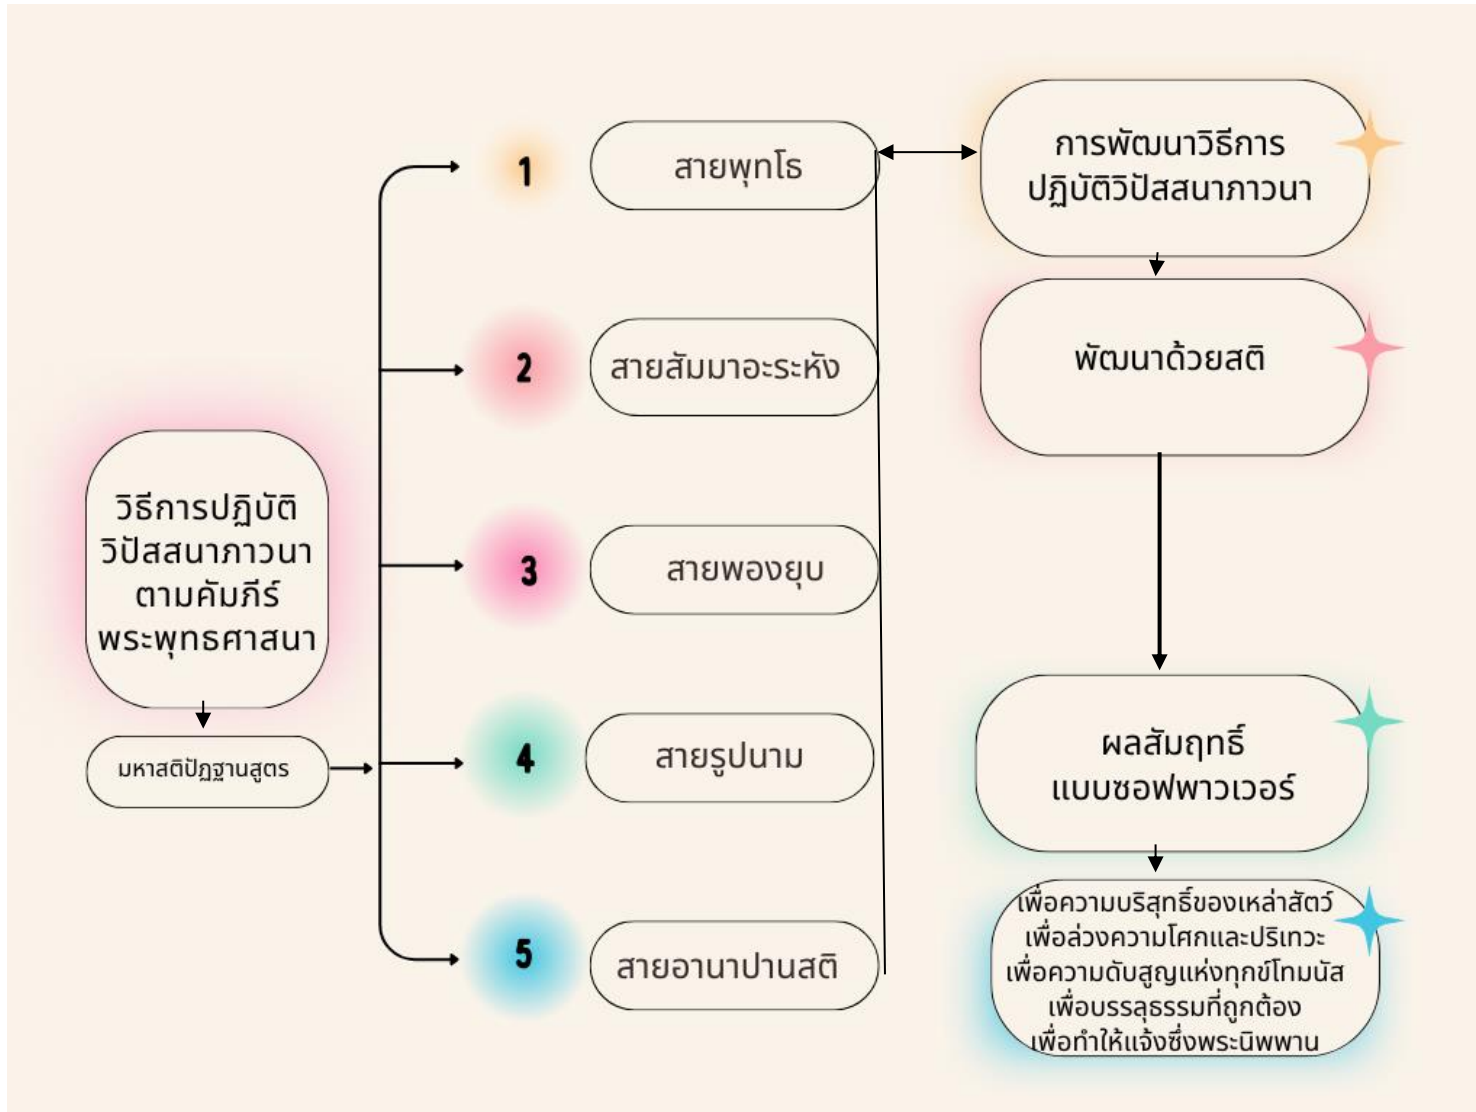 วิธีการปฏิบัติ
วิปัสสนาภาวนา
ตามคัมภีร์
พระพุทธศาสนา
มหาสติปัฏฐานสูตร
1
สายพุทโธ
2
สายสัมมาอะระหัง
3
สายพองยุบ
4
สายรูปนาม
5
สายอานาปานสติ
การพัฒนาวิธีการ
ปฏิบัติวิปัสสนาภาวนา
พัฒนาด้วยสติ
ผลสัมฤทธิ์
แบบซอฟพาวเวอร์
เพื่อความบริสุทธิ์ของเหล่าสัตว์
เพื่อล่วงความโศกและปริเทวะ
เพื่อความดับสูญแห่งทุกข์โทมนัส
เพื่อบรรลุธรรมที่ถูกต้อง
เพื่อทำให้แจ้งซึ่งพระนิพพาน